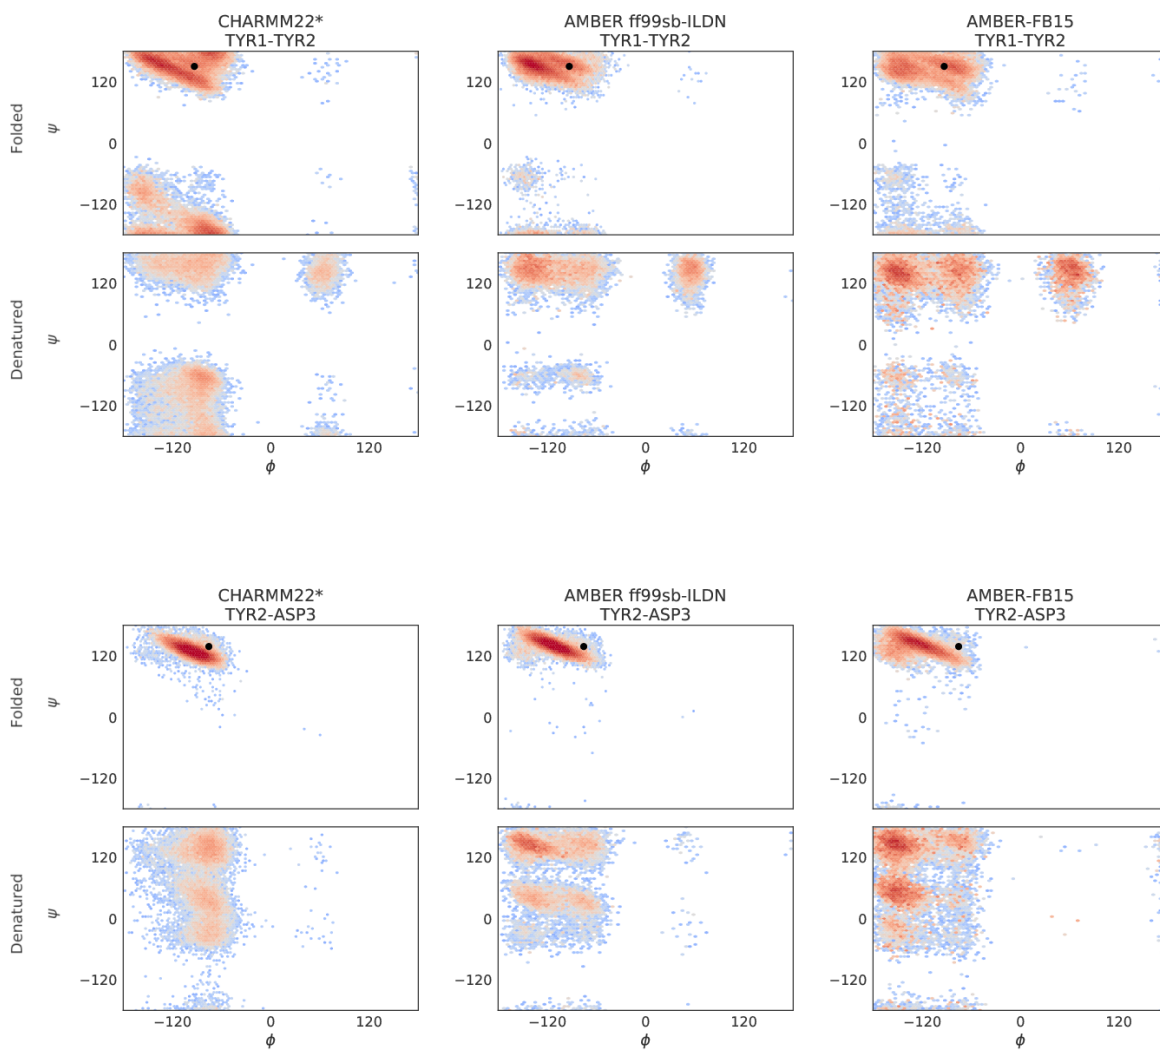 CHARMM22*
TYR1-TYR2
AMBER ff99sb-ILDN
TYR1-TYR2
AMBER-FB15
TYR1-TYR2
Folded
ψ
120
0
−120
120
0
−120
120
0
−120
Denatured
ψ
120
0
−120
120
0
−120
120
0
−120
−120 0 120
ϕ
−120 0 120
ϕ
−120 0 120
ϕ
CHARMM22*
TYR2-ASP3
AMBER ff99sb-ILDN
TYR2-ASP3
AMBER-FB15
TYR2-ASP3
Folded
ψ
120
0
−120
120
0
−120
120
0
−120
Denatured
ψ
120
0
−120
120
0
−120
120
0
−120
−120 0 120
ϕ
−120 0 120
ϕ
−120 0 120
ϕ